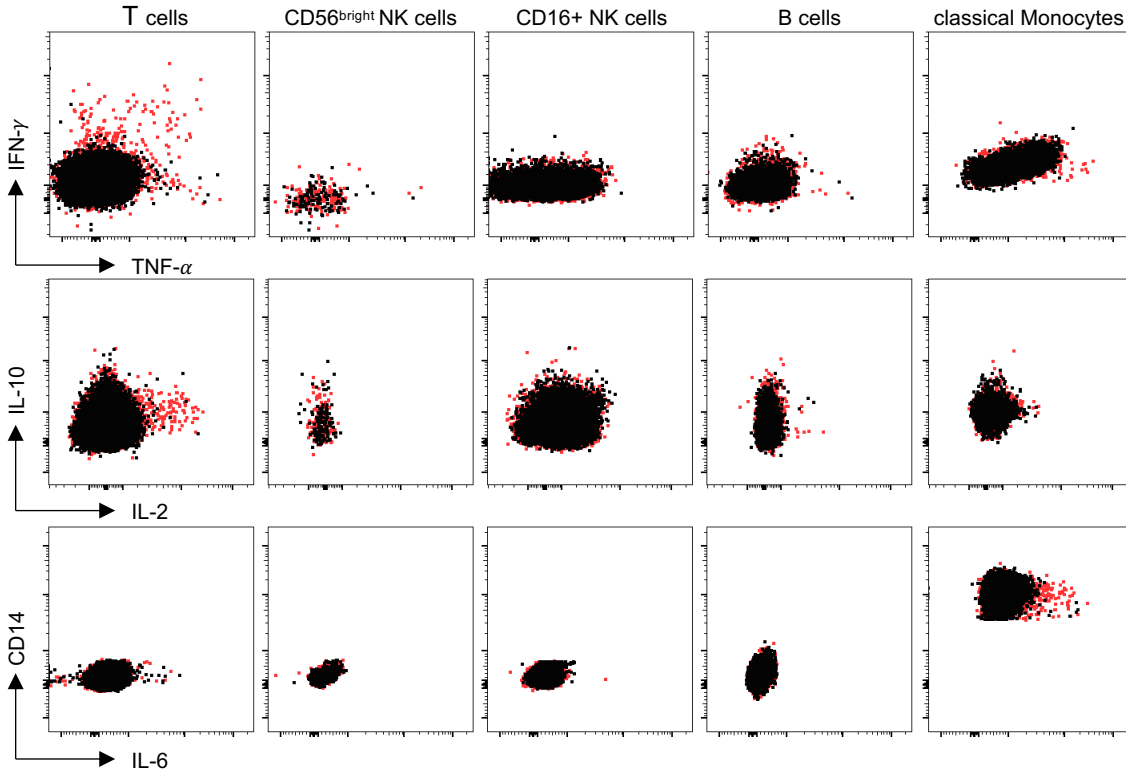 T cells
CD56bright NK cells
CD16+ NK cells
B cells
classical Monocytes
IFN-γ
TNF-α
IL-10
IL-2
CD14
IL-6